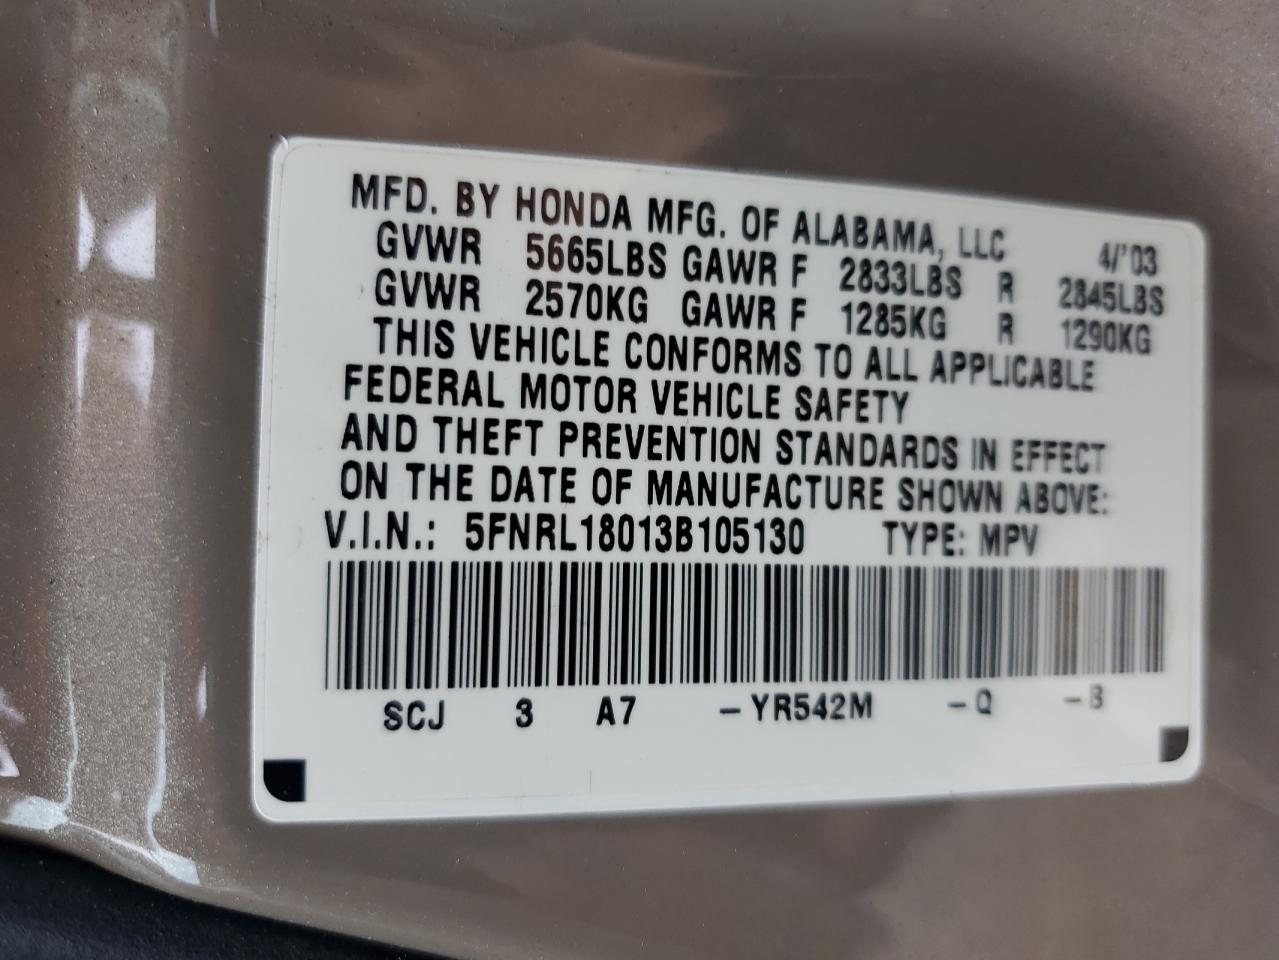 MFD. BY HONDA MFG. OF ALABAMA, LLC 4/'03
GVWR 5665LBS GAWR F 2833LBS R 2845LBS
GVWR 2570KG GAWR F 1285KG R 1290KG
THIS VEHICLE CONFORMS TO ALL APPLICABLE
FEDERAL MOTOR VEHICLE SAFETY
AND THEFT PREVENTION STANDARDS IN EFFECT
ON THE DATE OF MANUFACTURE SHOWN ABOVE:
V.I.N.: 5FNRL18013B105130 TYPE: MPV
SCJ 3 A7 -YR542M -Q -B